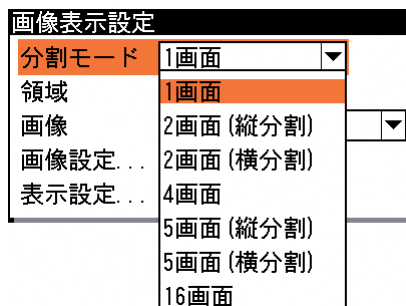 画像表示設定
分割モード 1画面
領域 1画面
画像 2画面(縦分割)
画像設定... 2画面(横分割)
表示設定... 4画面
5画面(縦分割)
5画面(横分割)
16画面